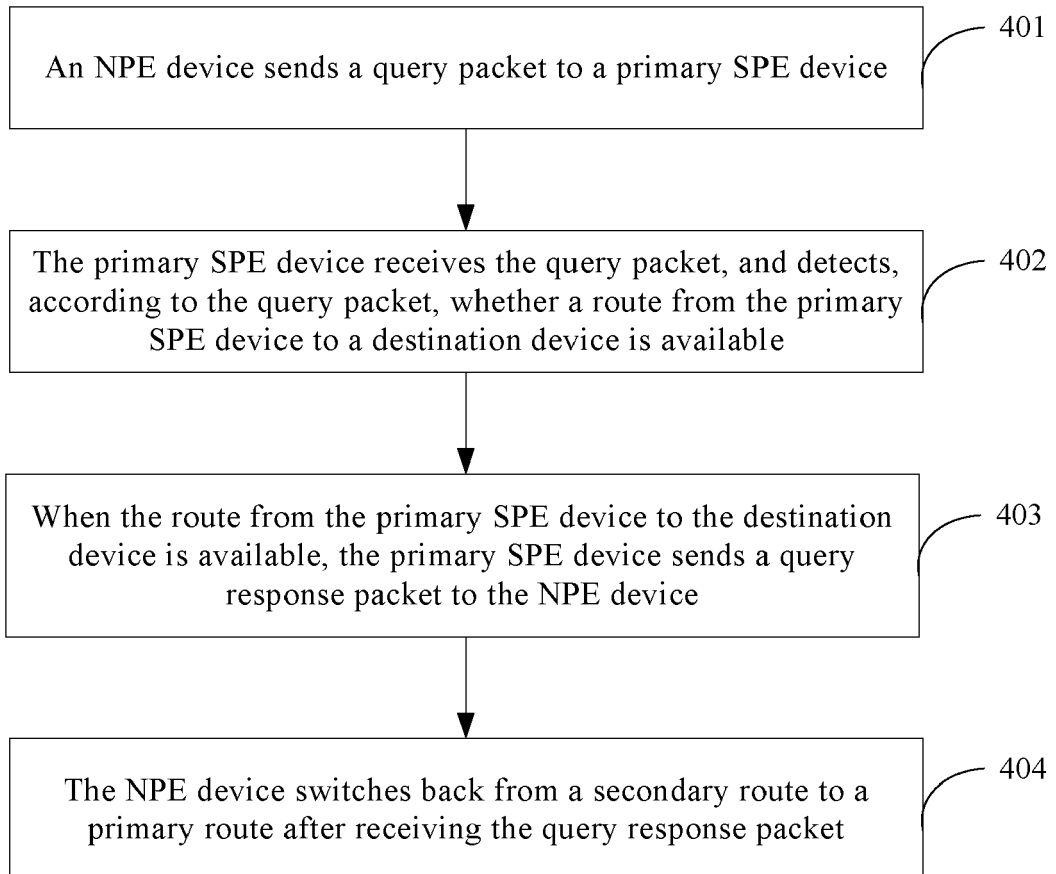 An NPE device sends a query packet to a primary SPE device
401
The primary SPE device receives the query packet, and detects,
according to the query packet, whether a route from the primary
SPE device to a destination device is available
402
When the route from the primary SPE device to the destination
device is available, the primary SPE device sends a query
response packet to the NPE device
403
The NPE device switches back from a secondary route to a
primary route after receiving the query response packet
404